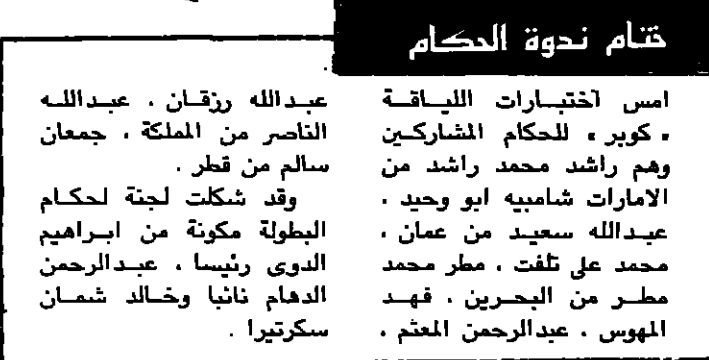 ختام ندوة الحكام
امس اختبارات اللياقة
« كوبر » للحكام المشاركين
وهم راشد محمد راشد من
الامارات شامبيه ابو وحيد ،
عبدالله سعيد من عمان ،
محمد على تلفت ، مطر محمد
مطر من البحرين ، فهد
المهوس ، عبدالرحمن المعثم ،
عبدالله رزقان ، عبدالله
الناصر من المملكة ، جمعان
سالم من قطر .
وقد شكلت لجنة لحكام
البطولة مكونة من ابراهيم
الدوى رئيسا ، عبدالرحمن
الدهام نائبا وخالد شمان
سكرتيرا .